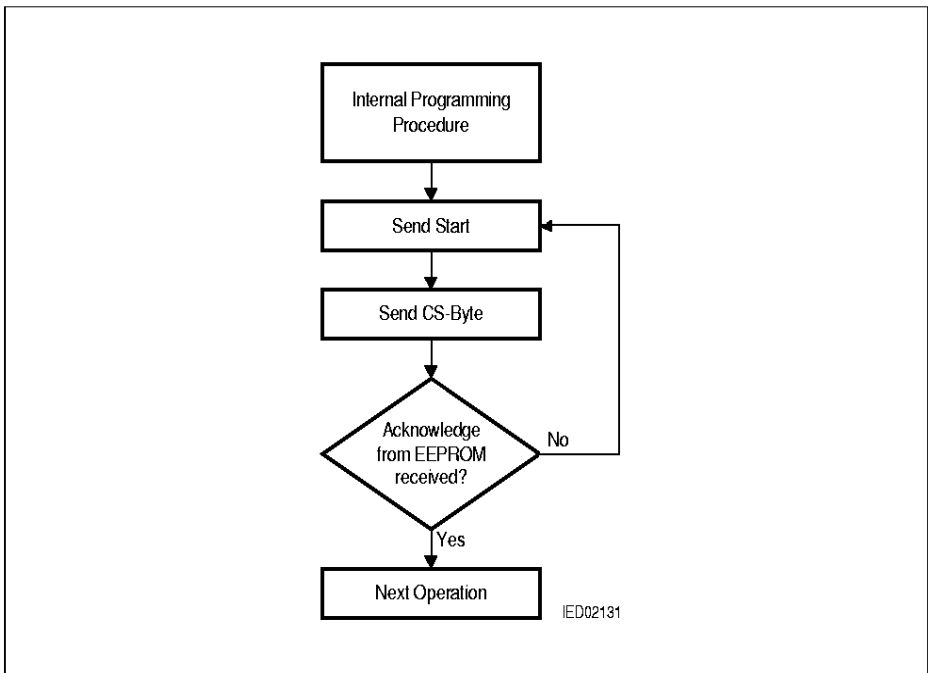 Internal Programming
Procedure
Send Start
Send CS-Byte
Acknowledge
from EEPROM
received?
No
Yes
Next Operation
IED02131